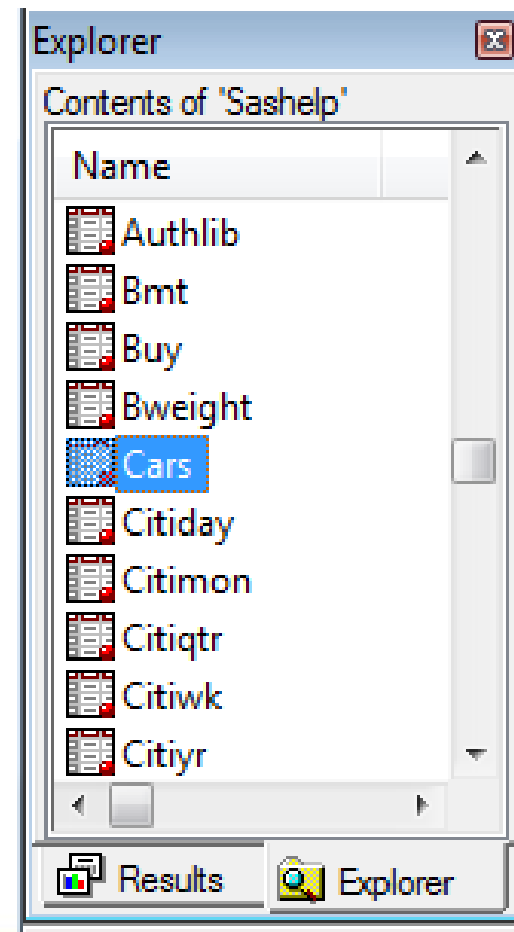 Explorer
Contents of 'Sashelp'
Name
Authlib
Bmt
Buy
Bweight
Cars
Citiday
Citimon
Citiqtr
Citiwk
Citiyr
Results Explorer